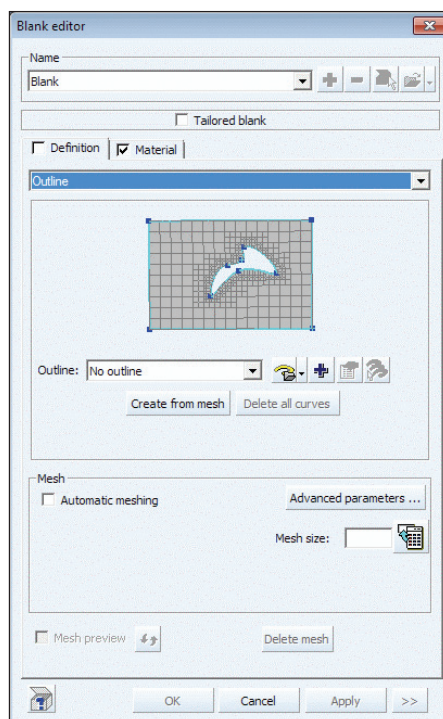 Blank editor
Name
Blank
Tailored blank
Definition
Material
Outline
Outline: No outline
Create from mesh Delete all curves
Mesh
Automatic meshing Advanced parameters ...
Mesh size:
Mesh preview Delete mesh
OK Cancel Apply >>